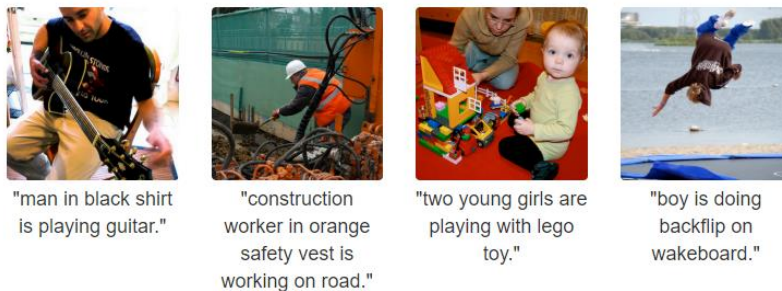 "man in black shirt
is playing guitar."
"construction
worker in orange
safety vest is
working on road."
"two young girls are
playing with lego
toy."
"boy is doing
backflip on
wakeboard."